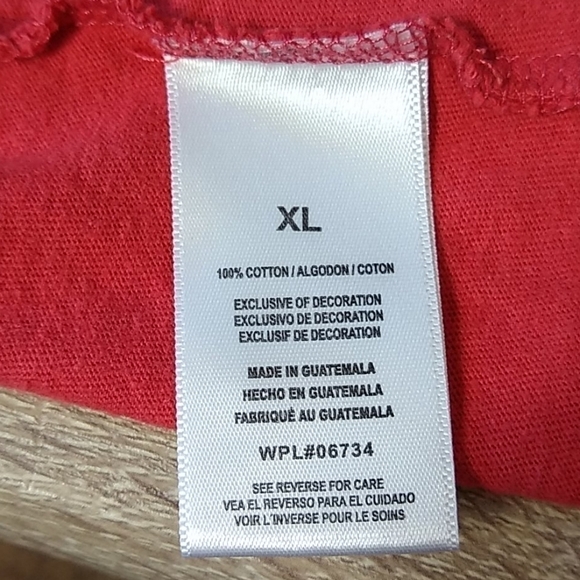 XL
100% COTTON / ALGODON / COTON
EXCLUSIVE OF DECORATION
EXCLUSIVO DE DECORATION
EXCLUSIF DE DECORATION
MADE IN GUATEMALA
HECHO EN GUATEMALA
FABRIQUÉ AU GUATEMALA
WPL#06734
SEE REVERSE FOR CARE
VEA EL REVERSO PARA EL CUIDADO
VOIR L'INVERSE POUR LE SOINS